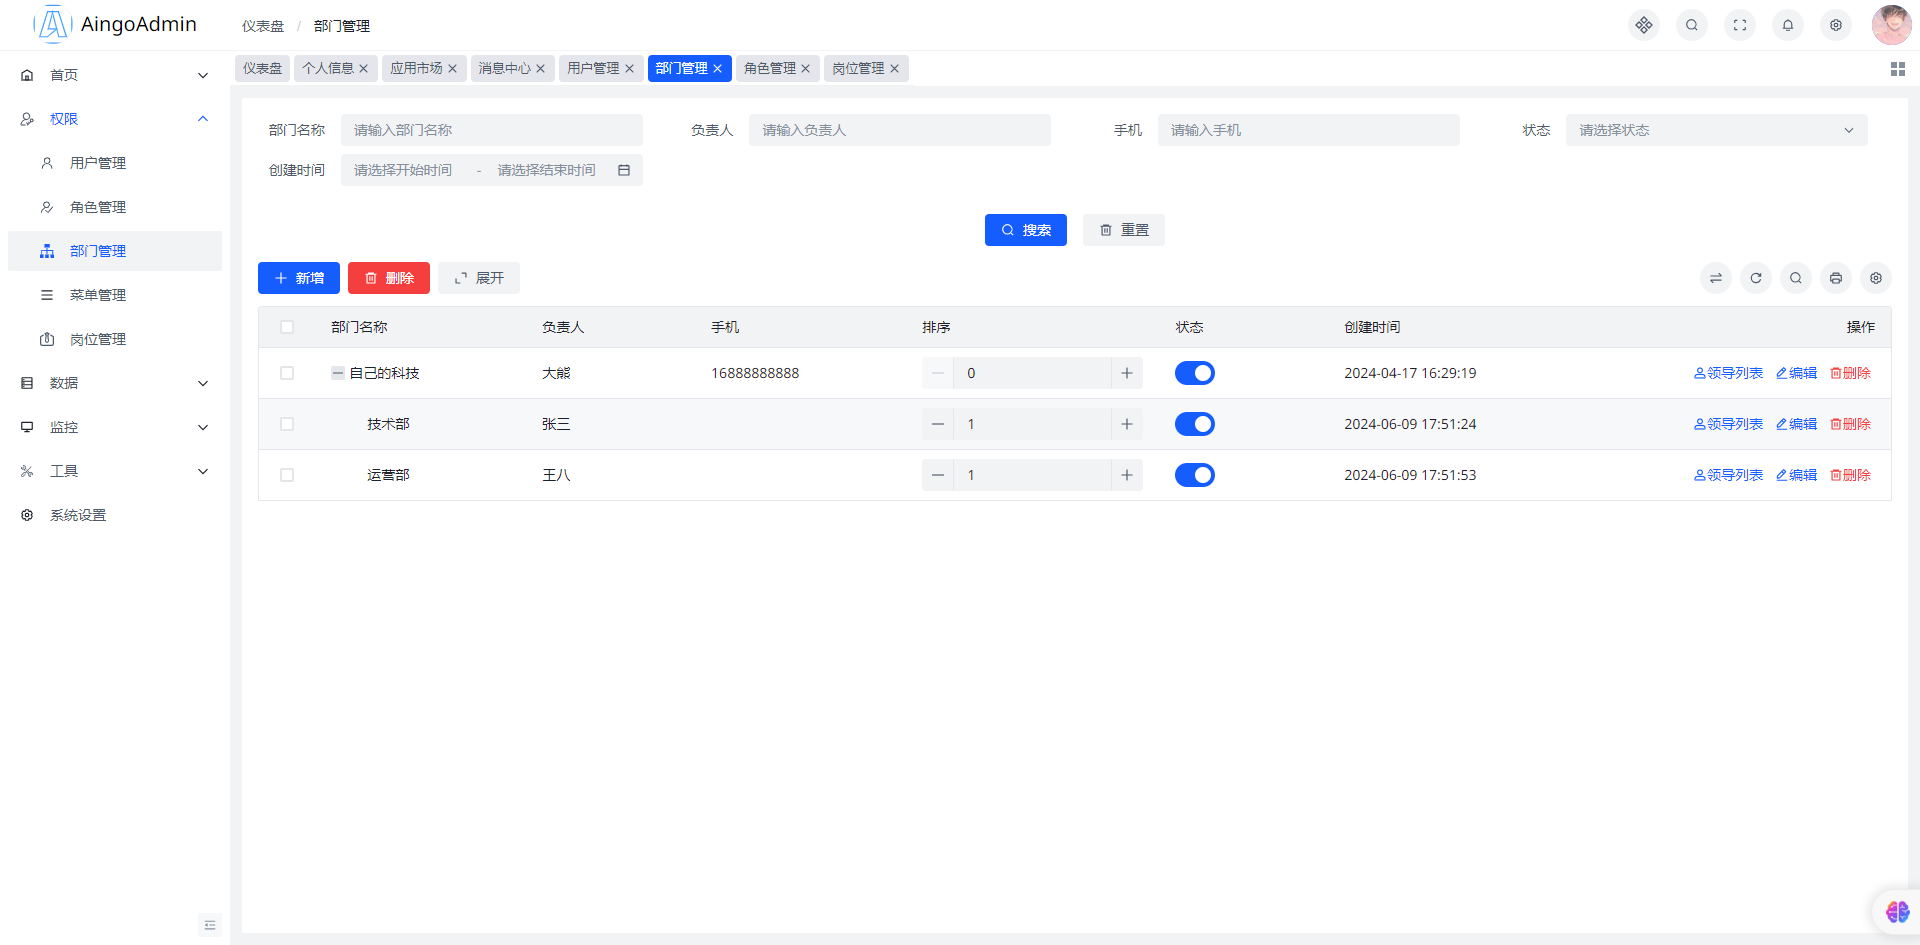 AingoAdmin
仪表盘 / 部门管理
仪表盘 个人信息 应用市场 消息中心 用户管理 部门管理 角色管理 岗位管理
首页
权限
用户管理
角色管理
部门管理
菜单管理
岗位管理
数据
监控
工具
系统设置
部门名称 请输入部门名称 负责人 请输入负责人 手机 请输入手机 状态 请选择状态
创建时间 请选择开始时间 - 请选择结束时间
搜索 重置
新增 删除 展开
部门名称 负责人 手机 排序 状态 创建时间 操作
自己的科技 大熊 16888888888 0 2024-04-17 16:29:19 领导列表 编辑 删除
技术部 张三 1 2024-06-09 17:51:24 领导列表 编辑 删除
运营部 王八 1 2024-06-09 17:51:53 领导列表 编辑 删除